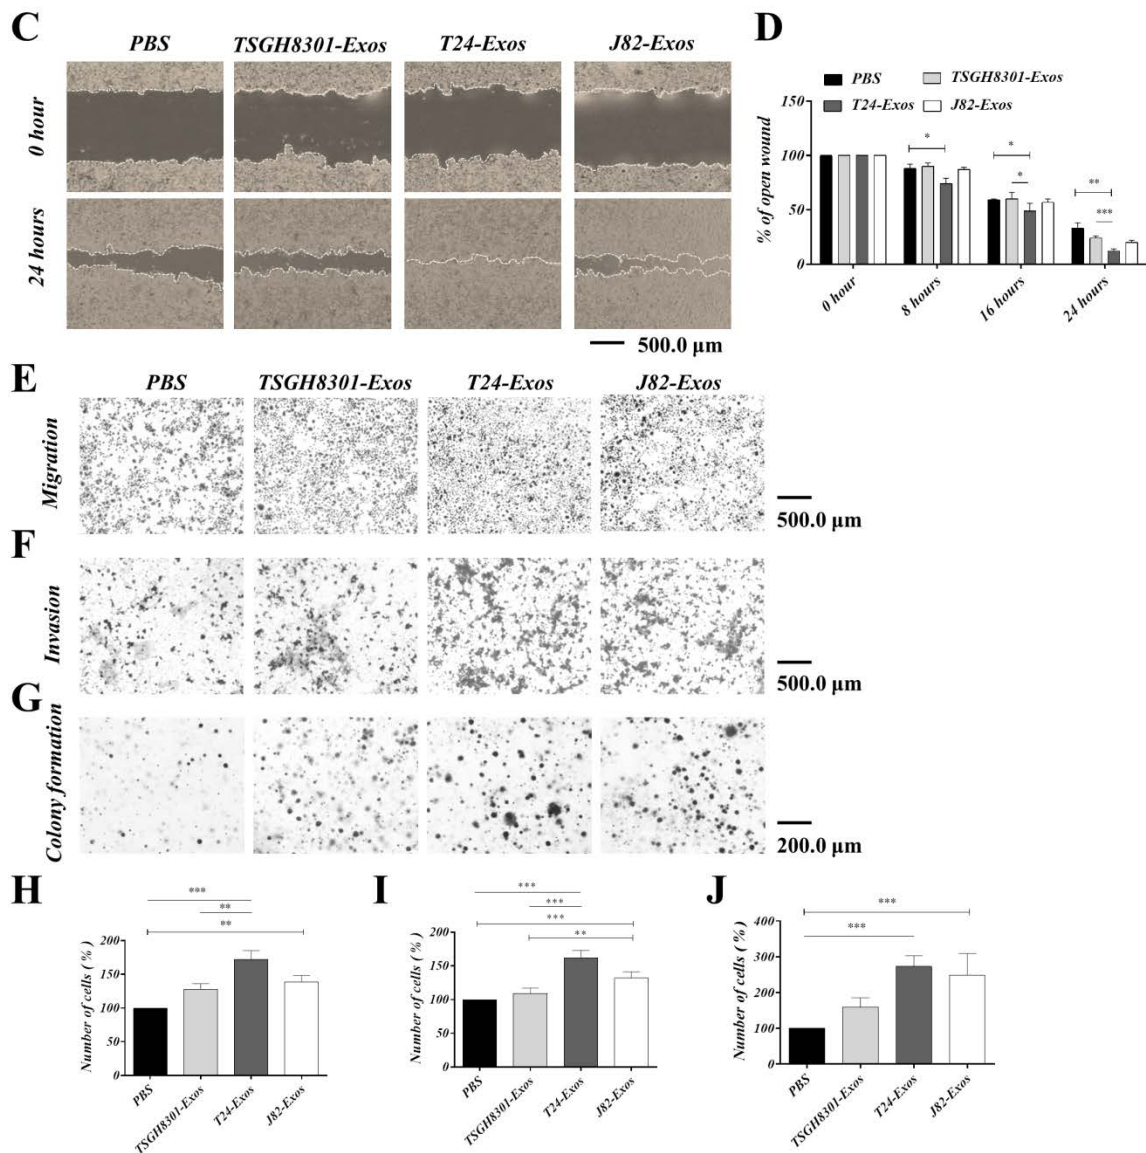 C
PBS TSGH8301-Exos T24-Exos J82-Exos
0 hour
24 hours
500.0 μm
D
PBS TSGH8301-Exos
T24-Exos J82-Exos
% of open wound
150
100
50
0
*
*
*
**
***
0 hour 8 hours 16 hours 24 hours
E
PBS TSGH8301-Exos T24-Exos J82-Exos
Migration
500.0 μm
F
Invasion
500.0 μm
G
Colony formation
200.0 μm
H
***
**
**
Number of cells ( % )
200
150
100
50
0
PBS TSGH8301-Exos T24-Exos J82-Exos
I
***
***
***
**
Number of cells ( % )
200
150
100
50
0
PBS TSGH8301-Exos T24-Exos J82-Exos
J
***
***
Number of cells (%)
400
300
200
100
0
PBS TSGH8301-Exos T24-Exos J82-Exos